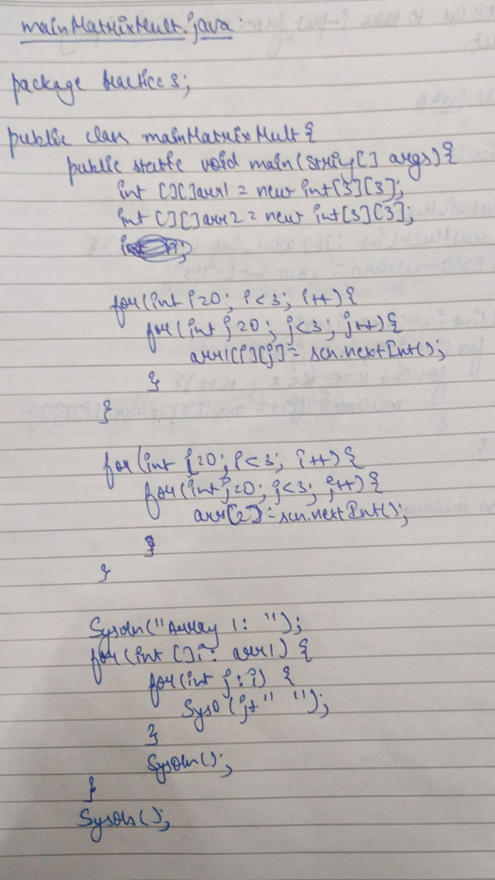 mainMatrixMult.java
package Practice3;
public class mainMatrixMult {
public static void main(String[] args){
int [][]arr1 = new int[3][3];
int [][]arr2 = new int[3][3];
for(int i=0; i<3; i++){
for(int j=0; j<3; j++){
arr1[i][j]= scn.nextInt();
}
}
for(int i=0; i<3; i++){
for(int j=0; j<3; j++){
arr[2]=scn.nextInt();
}
}
Sysoln("Array 1: ");
for(int []i: arr1) {
for(int j:i) {
Syso(j+" ");
}
Sysoln();
}
Sysoln();